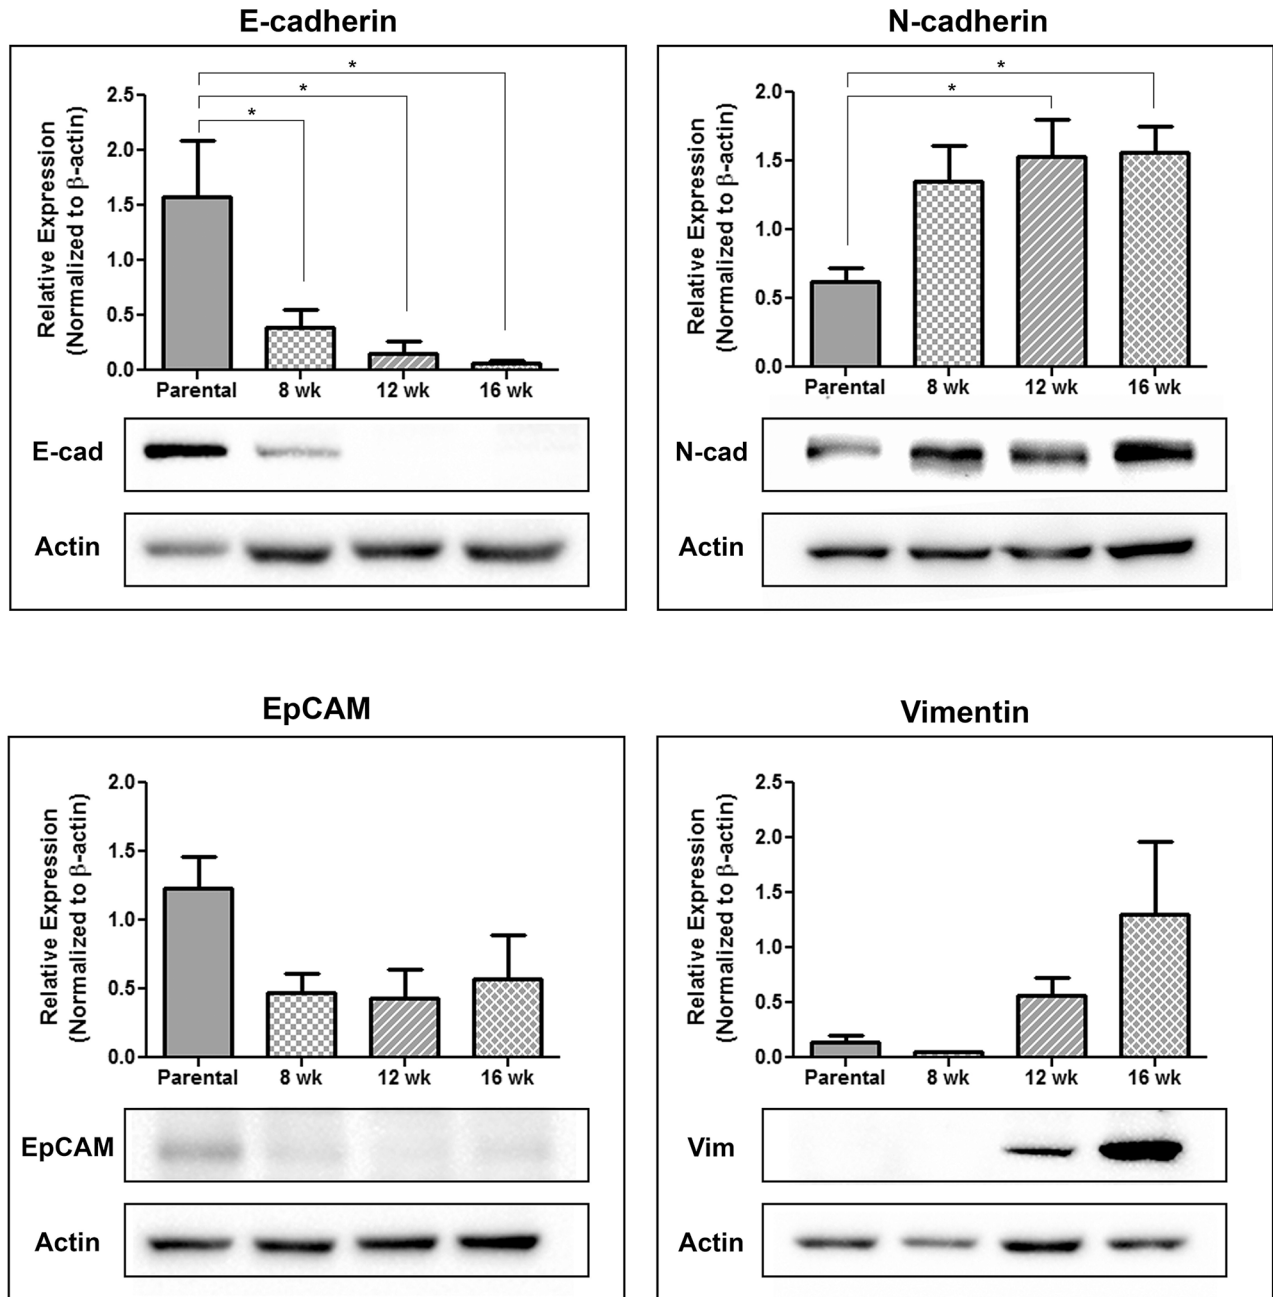 E-cadherin
* * *
Relative Expression
(Normalized to β-actin)
2.5
2.0
1.5
1.0
0.5
0.0
Parental 8 wk 12 wk 16 wk
E-cad
Actin
N-cadherin
* *
Relative Expression
(Normalized to β-actin)
2.0
1.5
1.0
0.5
0.0
Parental 8 wk 12 wk 16 wk
N-cad
Actin
EpCAM
Relative Expression
(Normalized to β-actin)
2.0
1.5
1.0
0.5
0.0
Parental 8 wk 12 wk 16 wk
EpCAM
Actin
Vimentin
Relative Expression
(Normalized to β-actin)
2.5
2.0
1.5
1.0
0.5
0.0
Parental 8 wk 12 wk 16 wk
Vim
Actin